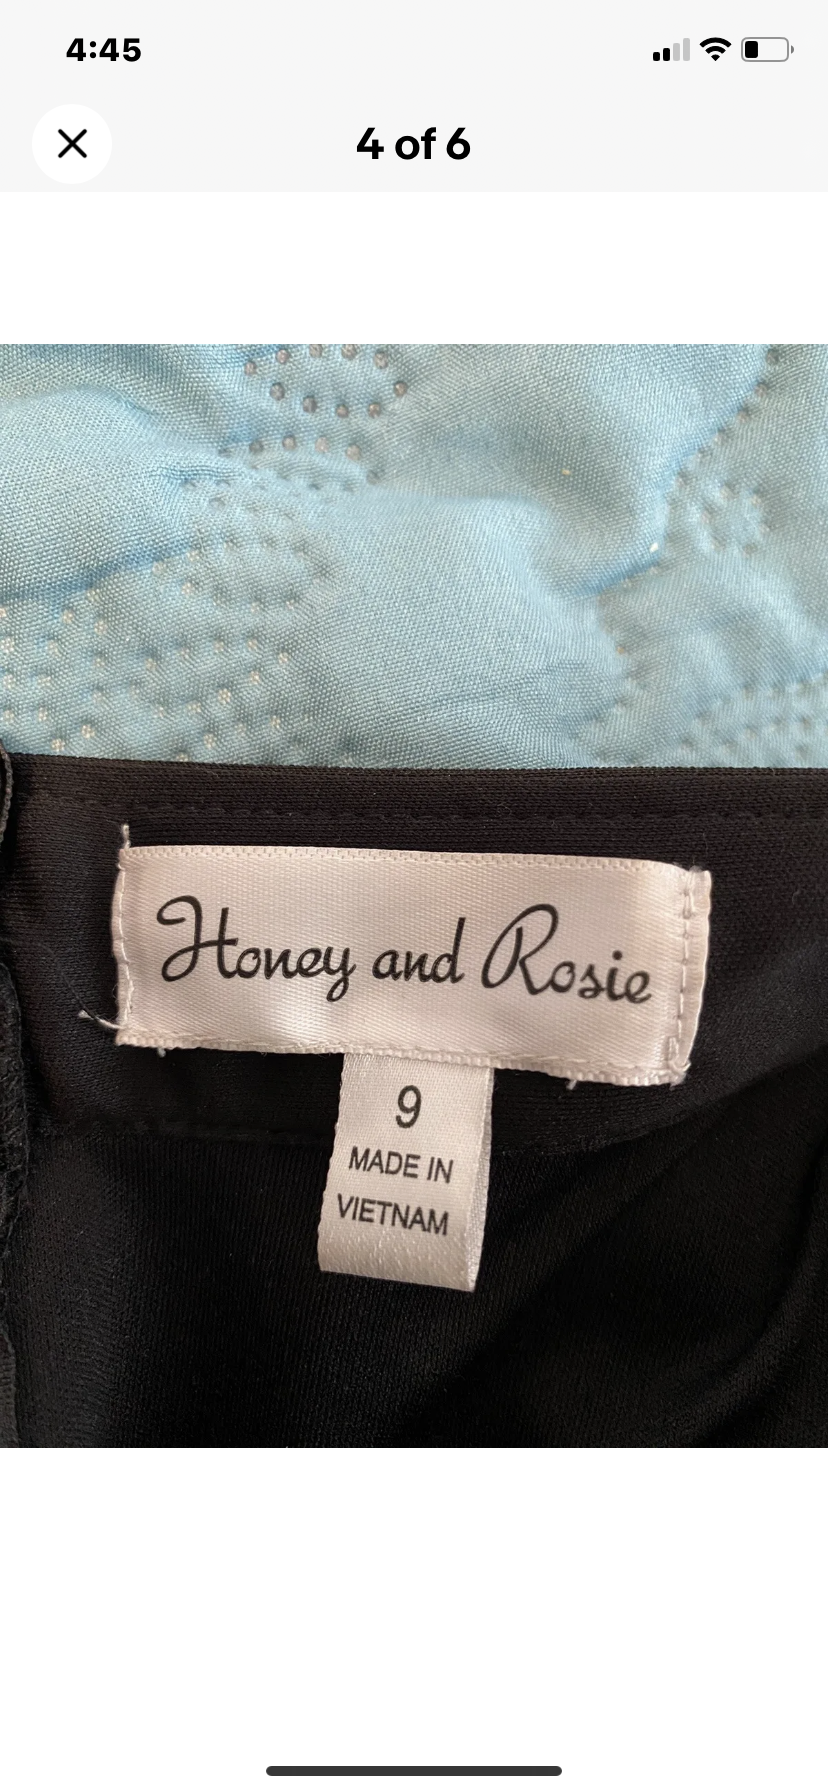 4:45
4 of 6
Honey and Rosie
9
MADE IN
VIETNAM